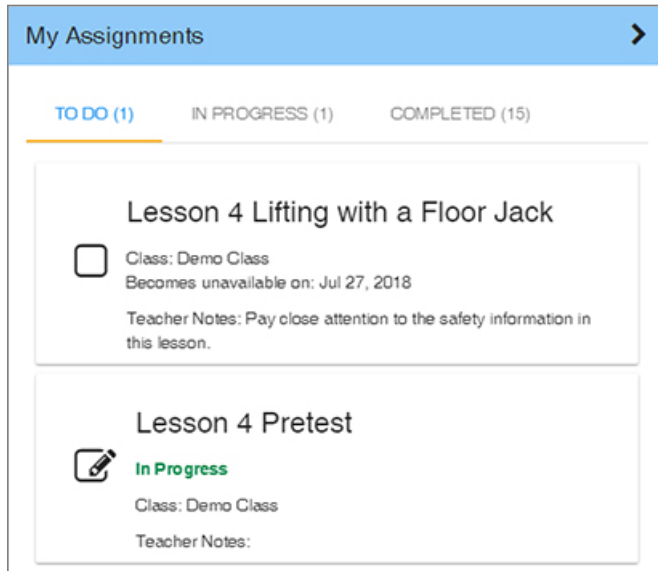 My Assignments
TO DO (1) IN PROGRESS (1) COMPLETED (15)
Lesson 4 Lifting with a Floor Jack
Class: Demo Class
Becomes unavailable on: Jul 27, 2018
Teacher Notes: Pay close attention to the safety information in
this lesson.
Lesson 4 Pretest
In Progress
Class: Demo Class
Teacher Notes: